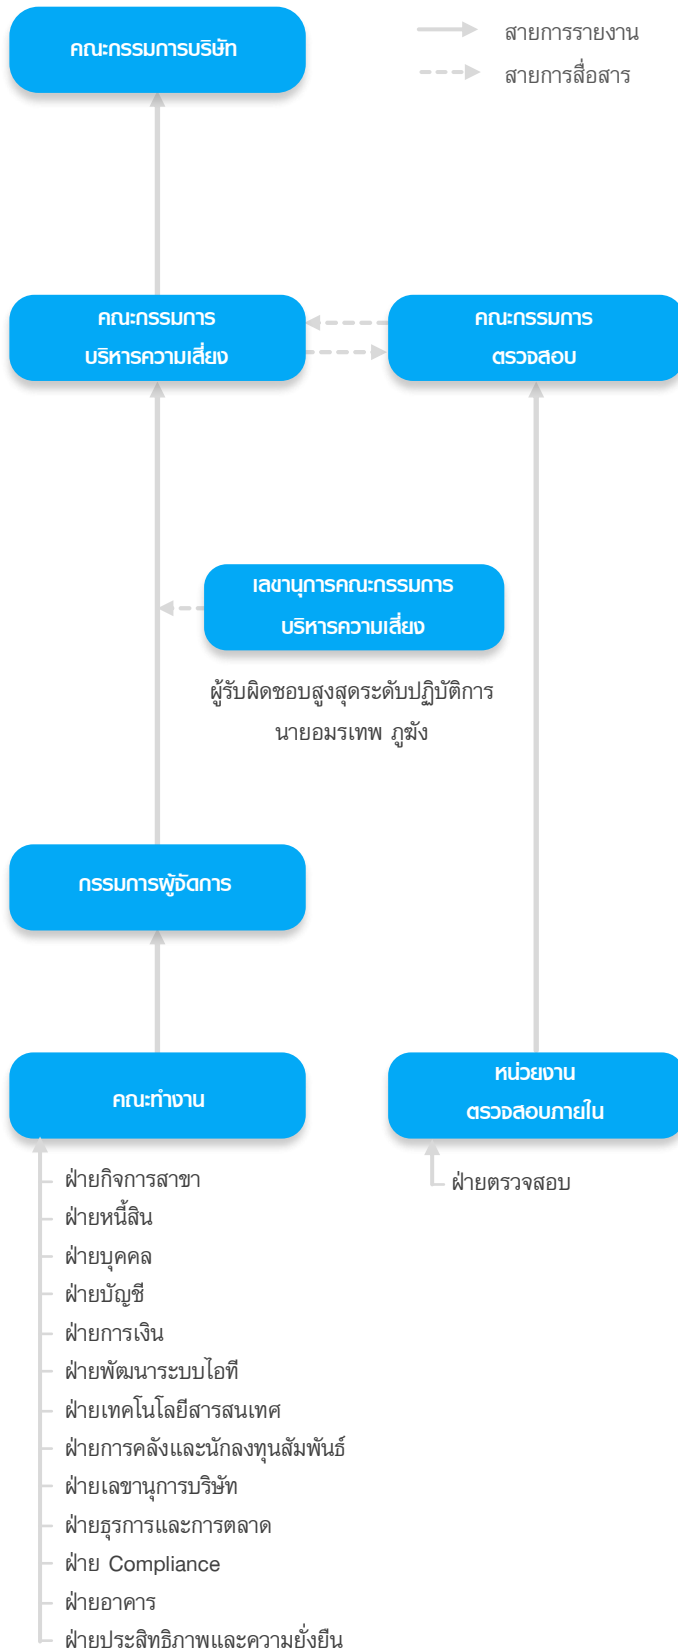 คณะกรรมการบริษัท
สายการรายงาน
สายการสื่อสาร
คณะกรรมการ
บริหารความเสี่ยง
คณะกรรมการ
ตรวจสอบ
เลขานุการคณะกรรมการ
บริหารความเสี่ยง
ผู้รับผิดชอบสูงสุดระดับปฏิบัติการ
นายอมรเทพ ภูฆัง
กรรมการผู้จัดการ
คณะทำงาน
หน่วยงาน
ตรวจสอบภายใน
ฝ่ายกิจการสาขา
ฝ่ายหนี้สิน
ฝ่ายบุคคล
ฝ่ายบัญชี
ฝ่ายการเงิน
ฝ่ายพัฒนาระบบไอที
ฝ่ายเทคโนโลยีสารสนเทศ
ฝ่ายการคลังและนักลงทุนสัมพันธ์
ฝ่ายเลขานุการบริษัท
ฝ่ายธุรการและการตลาด
ฝ่าย Compliance
ฝ่ายอาคาร
ฝ่ายประสิทธิภาพและความยั่งยืน
ฝ่ายตรวจสอบ